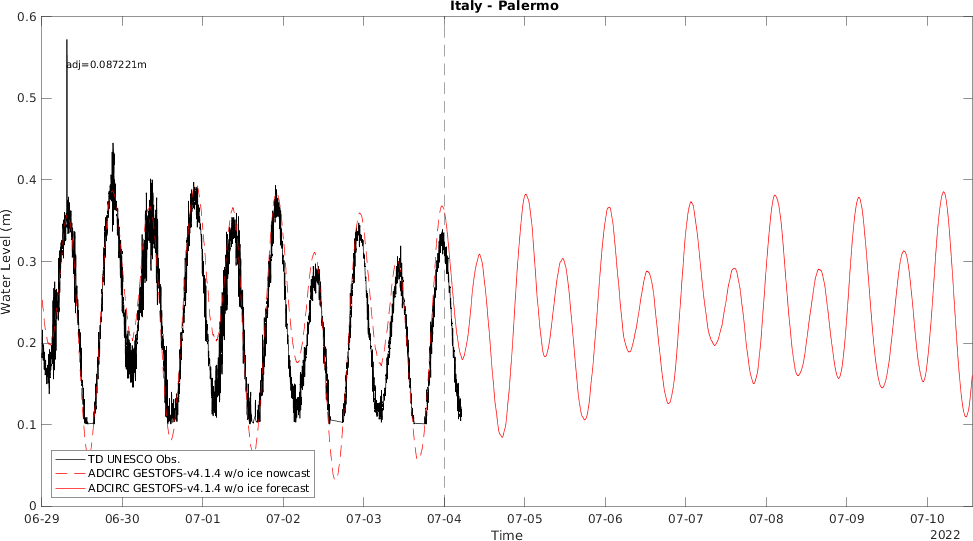 Italy - Palermo
0.6
adj=0.087221m
0.5
0.4
0.3
0.2
0.1
0
Water Level (m)
TD UNESCO Obs.
ADCIRC GESTOFS-v4.1.4 w/o ice nowcast
ADCIRC GESTOFS-v4.1.4 w/o ice forecast
06-29 06-30 07-01 07-02 07-03 07-04 07-05 07-06 07-07 07-08 07-09 07-10
Time
2022